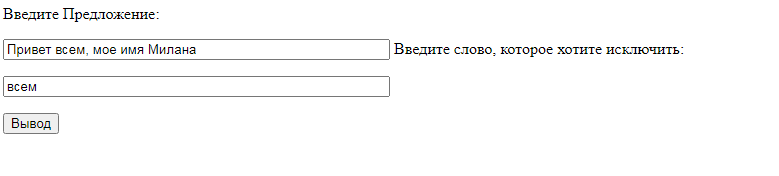 Введите Предложение:
Привет всем, мое имя Милана Введите слово, которое хотите исключить:
всем
Вывод